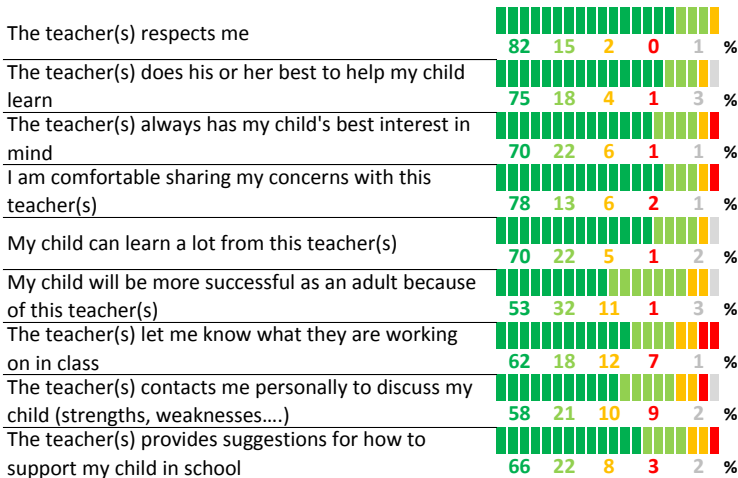 The teacher(s) respects me
82 15 2 0 1 %
The teacher(s) does his or her best to help my child
learn
75 18 4 1 3 %
The teacher(s) always has my child's best interest in
mind
70 22 6 1 1 %
I am comfortable sharing my concerns with this
teacher(s)
78 13 6 2 1 %
My child can learn a lot from this teacher(s)
70 22 5 1 2 %
My child will be more successful as an adult because
of this teacher(s)
53 32 11 1 3 %
The teacher(s) let me know what they are working
on in class
62 18 12 7 1 %
The teacher(s) contacts me personally to discuss my
child (strengths, weaknesses....)
58 21 10 9 2 %
The teacher(s) provides suggestions for how to
support my child in school
66 22 8 3 2 %